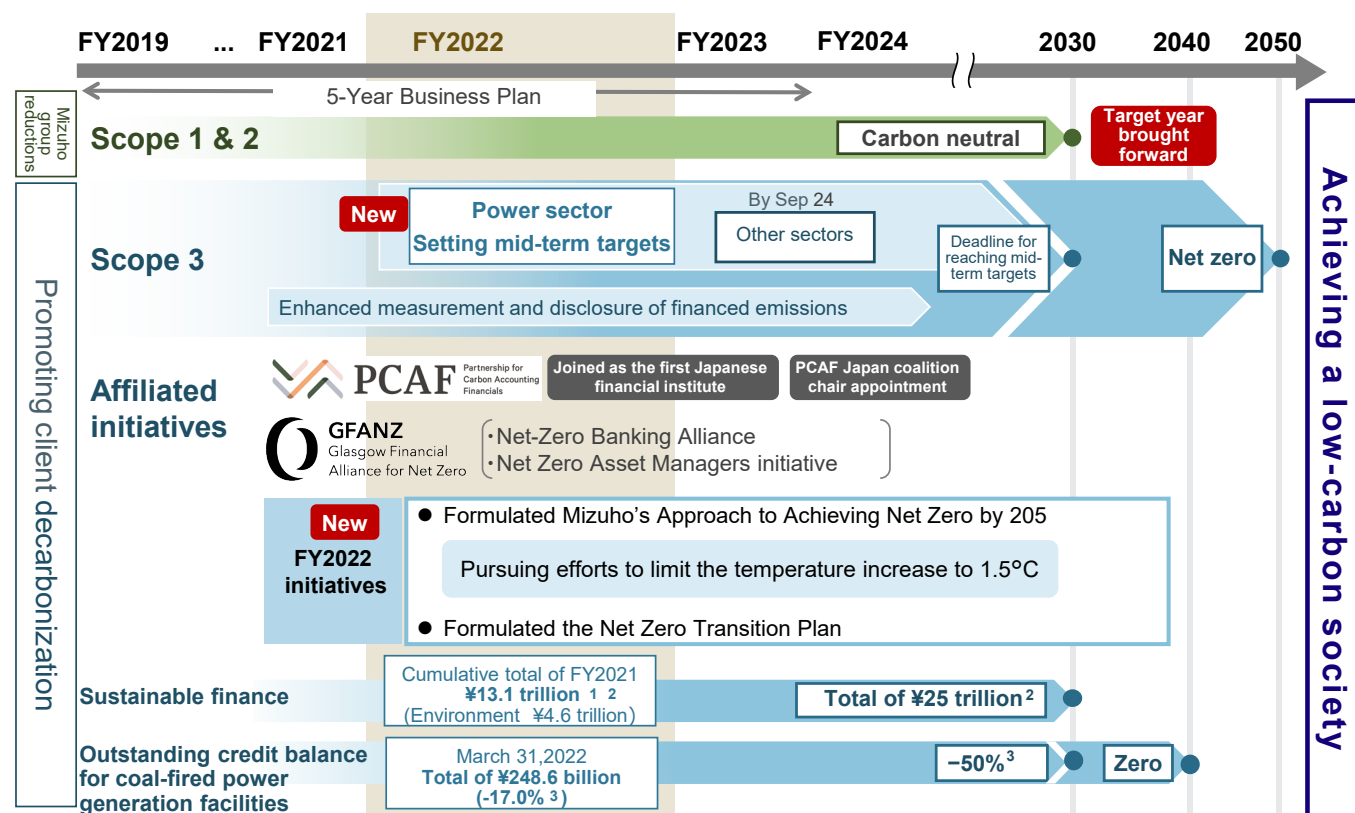 FY2019 ... FY2021 FY2022 FY2023 FY2024 2030 2040 2050
5-Year Business Plan
Mizuho
group
reductions
Scope 1 & 2
Carbon neutral
Target year
brought
forward
Promoting client decarbonization
Scope 3
New
Power sector
Setting mid-term targets
By Sep 24
Other sectors
Deadline for
reaching mid-
term targets
Net zero
Enhanced measurement and disclosure of financed emissions
Affiliated
initiatives
PCAF
Partnership for
Carbon Accounting
Financials
Joined as the first Japanese
financial institute
PCAF Japan coalition
chair appointment
GFANZ
Glasgow Financial
Alliance for Net Zero
・Net-Zero Banking Alliance
・Net Zero Asset Managers initiative
New
FY2022
initiatives
● Formulated Mizuho’s Approach to Achieving Net Zero by 205
Pursuing efforts to limit the temperature increase to 1.5°C
● Formulated the Net Zero Transition Plan
Sustainable finance
Cumulative total of FY2021
¥13.1 trillion 1 2
(Environment ¥4.6 trillion)
Total of ¥25 trillion 2
Outstanding credit balance
for coal-fired power
generation facilities
March 31,2022
Total of ¥248.6 billion
(-17.0% 3 )
−50% 3
Zero
Achieving a low-carbon society